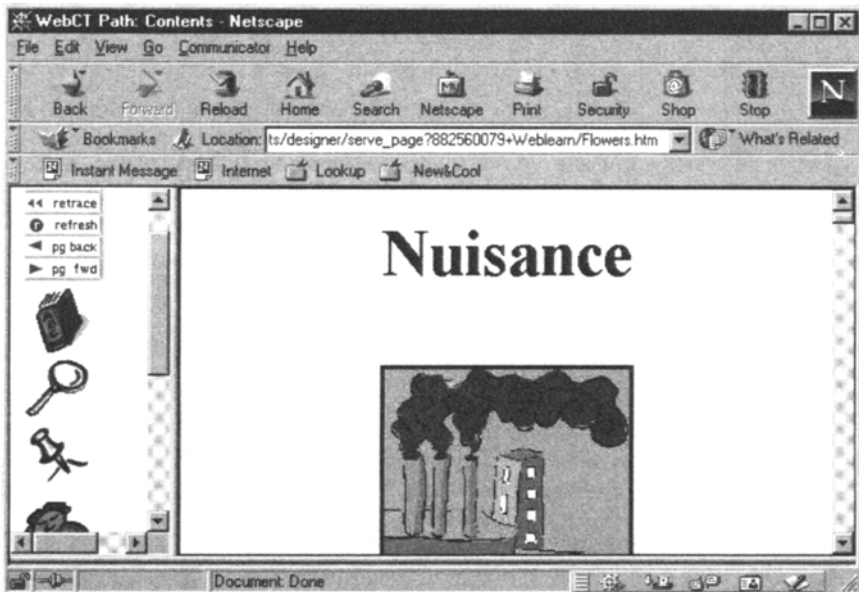 WebCT Path: Contents - Netscape
File Edit View Go Communicator Help
Back Forward Reload Home Search Netscape Print Security Shop Stop N
Bookmarks Location: ts/designer/serve_page?882560079+Weblearn/Flowers.htm What's Related
Instant Message Internet Lookup New&Cool
retrace
refresh
pg back
pg fwd
Nuisance
Document: Done